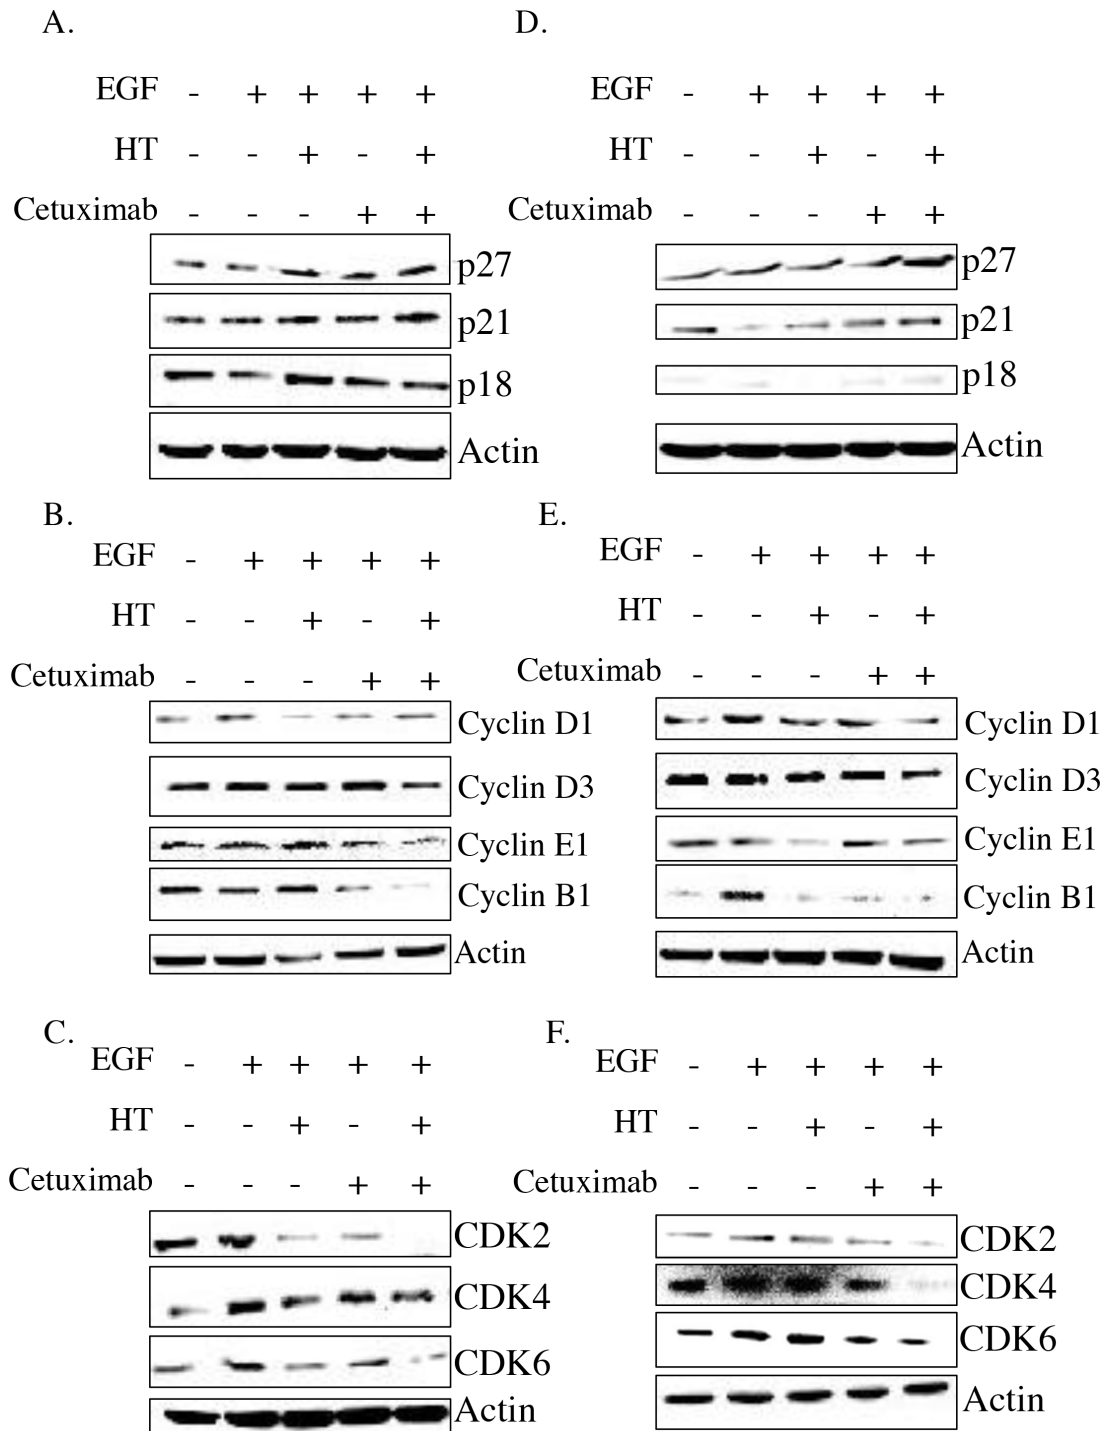 A.
EGF - + + + +
HT - - + - +
Cetuximab - - - + +
p27
p21
p18
Actin
D.
EGF - + + + +
HT - - + - +
Cetuximab - - - + +
p27
p21
p18
Actin
B.
EGF - + + + +
HT - - + - +
Cetuximab - - - + +
Cyclin D1
Cyclin D3
Cyclin E1
Cyclin B1
Actin
E.
EGF - + + + +
HT - - + - +
Cetuximab - - - + +
Cyclin D1
Cyclin D3
Cyclin E1
Cyclin B1
Actin
C.
EGF - + + + +
HT - - + - +
Cetuximab - - - + +
CDK2
CDK4
CDK6
Actin
F.
EGF - + + + +
HT - - + - +
Cetuximab - - - + +
CDK2
CDK4
CDK6
Actin